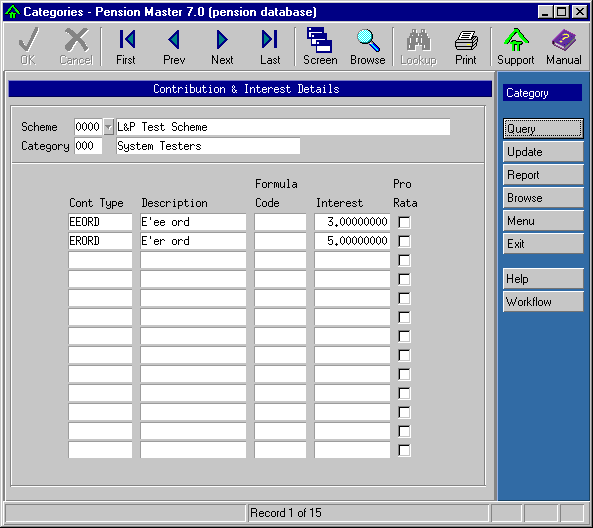 Categories - Pension Master 7.0 (pension database)
OK Cancel First Prev Next Last Screen Browse Lookup Print Support Manual
Contribution & Interest Details
Category
Scheme 0000 L&P Test Scheme
Category 000 System Testers
Query
Update
Report
Browse
Menu
Exit
Help
Workflow
Formula Pro
Cont Type Description Code Interest Rata
EEORD E'ee ord 3.00000000
ERORD E'er ord 5.00000000
Record 1 of 15